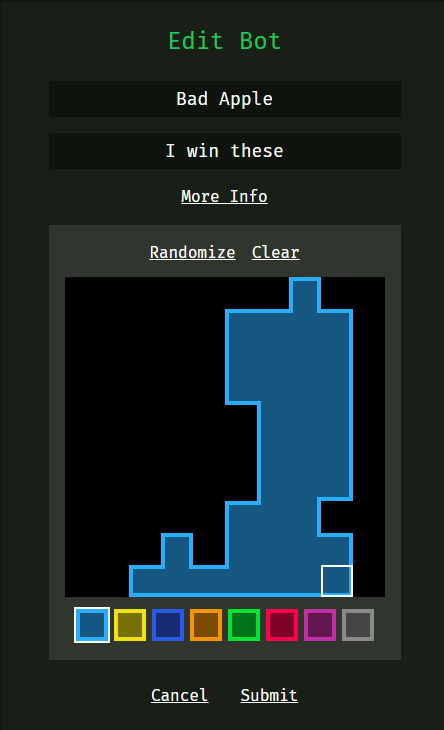 Edit Bot
Bad Apple
I win these
More Info
Randomize Clear
Cancel Submit